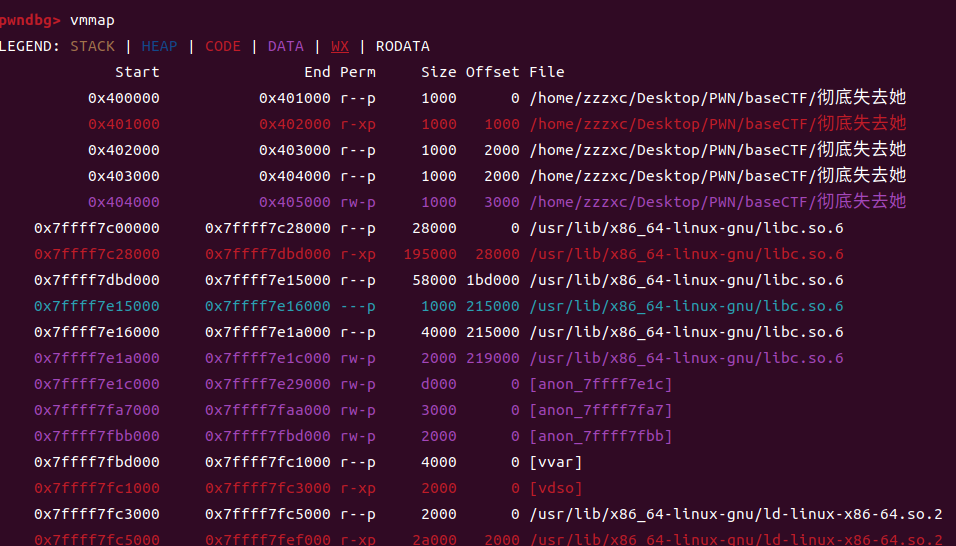 pwndbg> vmmap
LEGEND: STACK | HEAP | CODE | DATA | WX | RODATA
Start End Perm Size Offset File
0x400000 0x401000 r--p 1000 0 /home/zzzxc/Desktop/PWN/baseCTF/彻底失去她
0x401000 0x402000 r-xp 1000 1000 /home/zzzxc/Desktop/PWN/baseCTF/彻底失去她
0x402000 0x403000 r--p 1000 2000 /home/zzzxc/Desktop/PWN/baseCTF/彻底失去她
0x403000 0x404000 r--p 1000 2000 /home/zzzxc/Desktop/PWN/baseCTF/彻底失去她
0x404000 0x405000 rw-p 1000 3000 /home/zzzxc/Desktop/PWN/baseCTF/彻底失去她
0x7ffff7c00000 0x7ffff7c28000 r--p 28000 0 /usr/lib/x86_64-linux-gnu/libc.so.6
0x7ffff7c28000 0x7ffff7dbd000 r-xp 195000 28000 /usr/lib/x86_64-linux-gnu/libc.so.6
0x7ffff7dbd000 0x7ffff7e15000 r--p 58000 1bd000 /usr/lib/x86_64-linux-gnu/libc.so.6
0x7ffff7e15000 0x7ffff7e16000 ---p 1000 215000 /usr/lib/x86_64-linux-gnu/libc.so.6
0x7ffff7e16000 0x7ffff7e1a000 r--p 4000 215000 /usr/lib/x86_64-linux-gnu/libc.so.6
0x7ffff7e1a000 0x7ffff7e1c000 rw-p 2000 219000 /usr/lib/x86_64-linux-gnu/libc.so.6
0x7ffff7e1c000 0x7ffff7e29000 rw-p d000 0 [anon_7ffff7e1c]
0x7ffff7fa7000 0x7ffff7faa000 rw-p 3000 0 [anon_7ffff7fa7]
0x7ffff7fbb000 0x7ffff7fbd000 rw-p 2000 0 [anon_7ffff7fbb]
0x7ffff7fbd000 0x7ffff7fc1000 r--p 4000 0 [vvar]
0x7ffff7fc1000 0x7ffff7fc3000 r-xp 2000 0 [vdso]
0x7ffff7fc3000 0x7ffff7fc5000 r--p 2000 0 /usr/lib/x86_64-linux-gnu/ld-linux-x86-64.so.2
0x7ffff7fc5000 0x7ffff7fef000 r-xp 2a000 2000 /usr/lib/x86_64-linux-gnu/ld-linux-x86-64.so.2